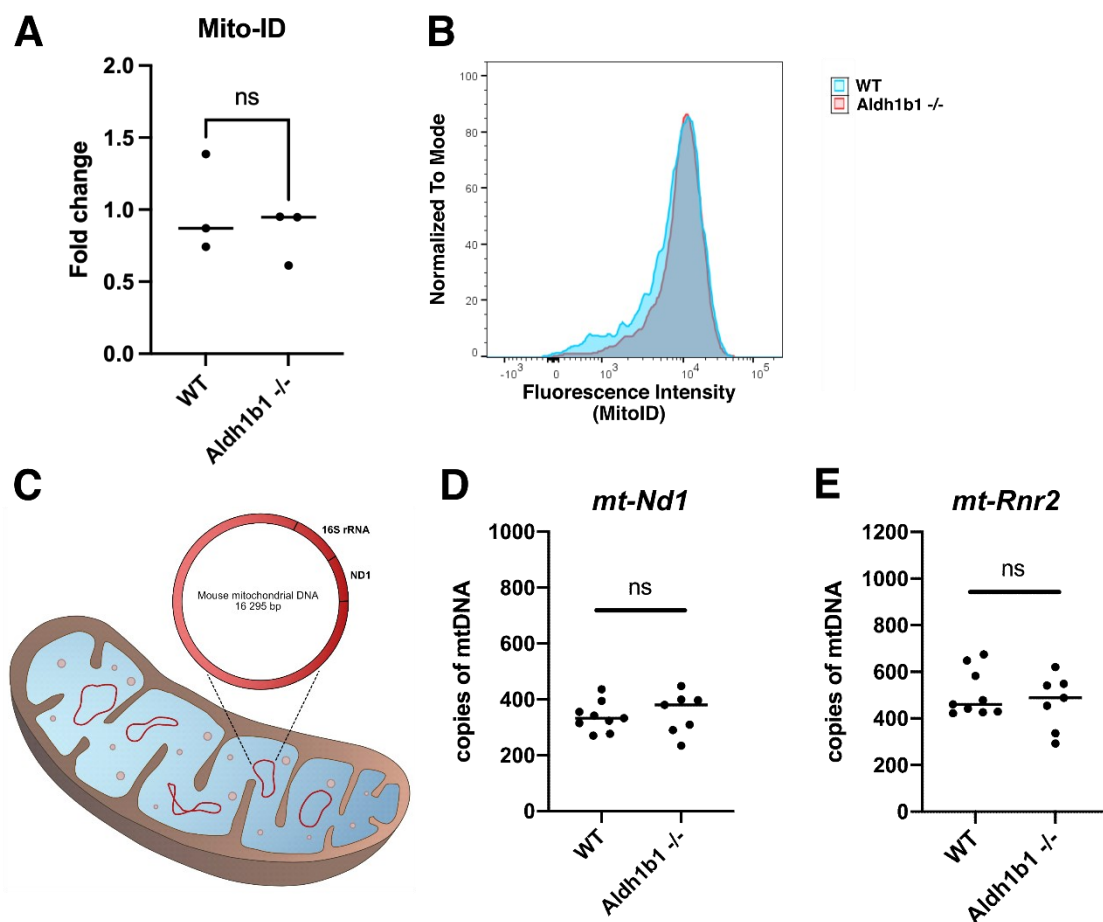 A
Mito-ID
2.0
1.5
1.0
0.5
0.0
Fold change
ns
WT
Aldh1b1 -/-
B
100
80
60
40
20
0
Normalized To Mode
-10³ 0 10³ 10⁴ 10⁵
Fluorescence Intensity
(MitoID)
WT
Aldh1b1 -/-
C
16S rRNA
ND1
Mouse mitochondrial DNA
16 295 bp
D
mt-Nd1
1000
800
600
400
200
0
copies of mtDNA
ns
WT
Aldh1b1 -/-
E
mt-Rnr2
1200
1000
800
600
400
200
0
copies of mtDNA
ns
WT
Aldh1b1 -/-